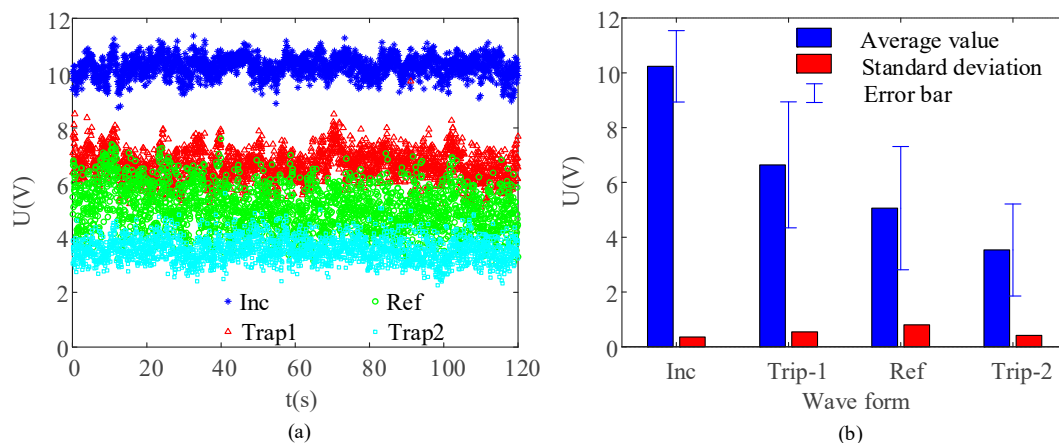 12
10
8
6
4
2
0
U(V)
Inc
Ref
Trap1
Trap2
0 20 40 60 80 100 120
t(s)
(a)
12
10
8
6
4
2
0
U(V)
Average value
Standard deviation
Error bar
Inc Trip-1 Ref Trip-2
Wave form
(b)